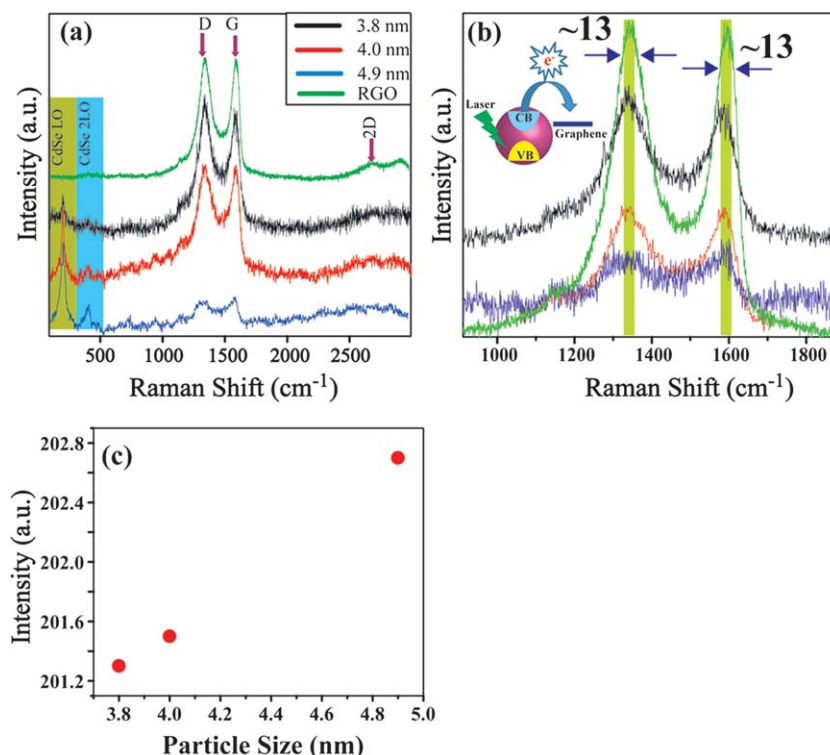 (a)
D
G
2D
3.8 nm
4.0 nm
4.9 nm
RGO
CdSe LO
CdSe 2LO
Intensity (a.u.)
500
1000
1500
2000
2500
Raman Shift (cm-1)
(b)
~13
~13
e-
Laser
CB
VB
Graphene
Intensity (a.u.)
1000
1200
1400
1600
1800
Raman Shift (cm-1)
(c)
Intensity (a.u.)
202.8
202.4
202.0
201.6
201.2
3.8
4.0
4.2
4.4
4.6
4.8
5.0
Particle Size (nm)